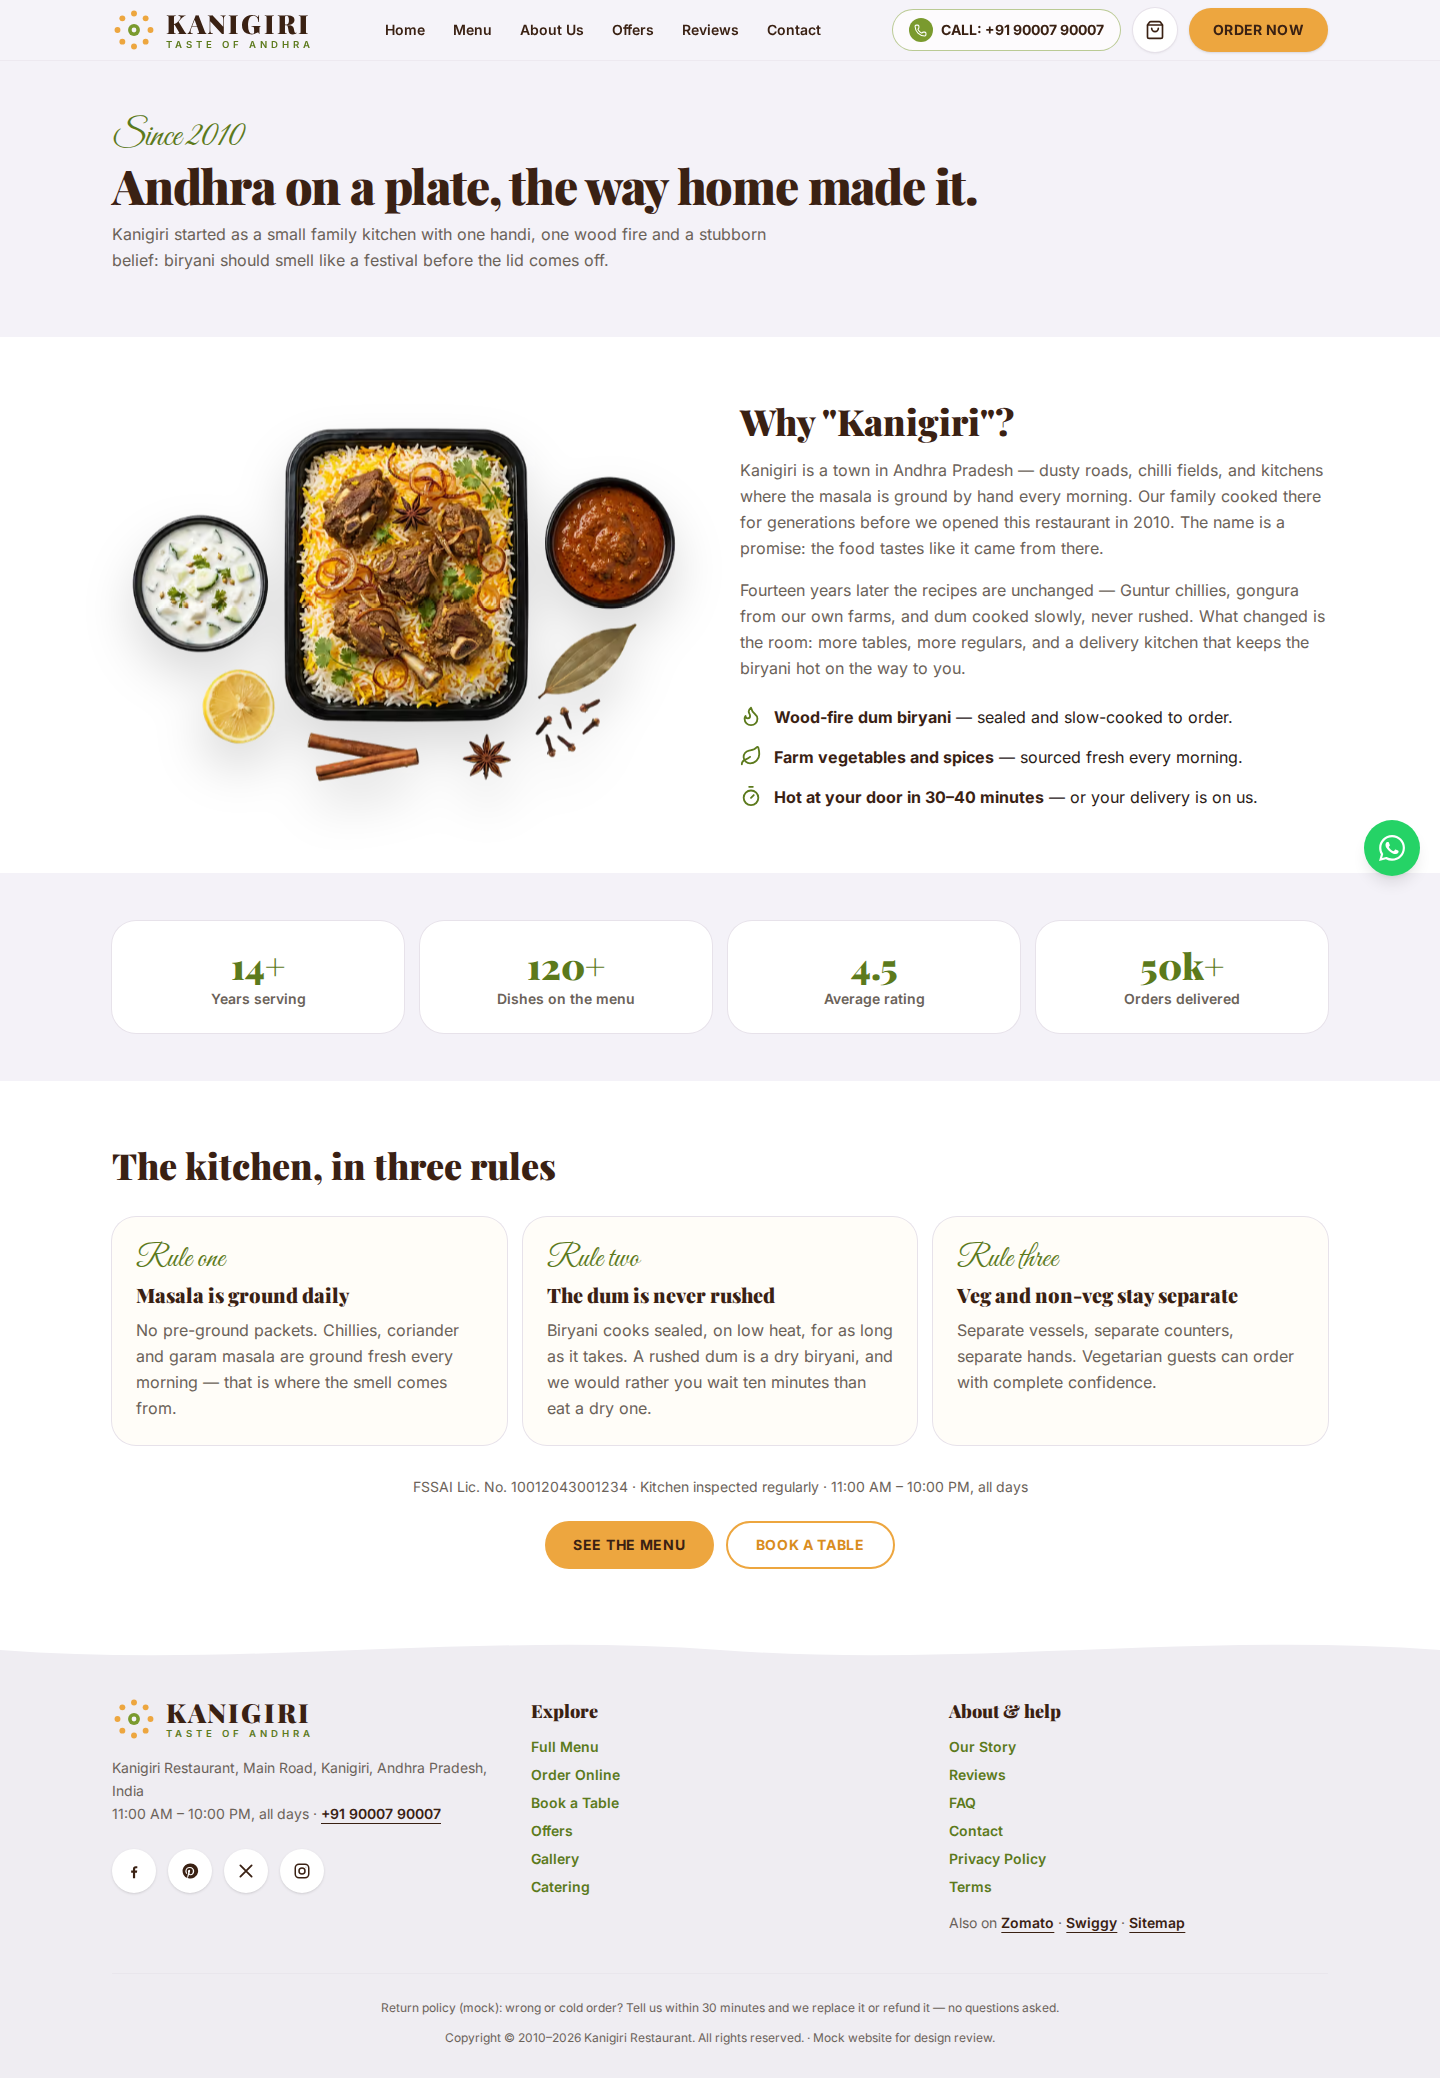 KANIGIRI
TASTE OF ANDHRA
Home Menu About Us Offers Reviews Contact
CALL: +91 90007 90007
ORDER NOW
Since 2010
Andhra on a plate, the way home made it.
Kanigiri started as a small family kitchen with one handi, one wood fire and a stubborn
belief: biryani should smell like a festival before the lid comes off.
Why "Kanigiri"?
Kanigiri is a town in Andhra Pradesh — dusty roads, chilli fields, and kitchens
where the masala is ground by hand every morning. Our family cooked there
for generations before we opened this restaurant in 2010. The name is a
promise: the food tastes like it came from there.
Fourteen years later the recipes are unchanged — Guntur chillies, gongura
from our own farms, and dum cooked slowly, never rushed. What changed is
the room: more tables, more regulars, and a delivery kitchen that keeps the
biryani hot on the way to you.
Wood-fire dum biryani — sealed and slow-cooked to order.
Farm vegetables and spices — sourced fresh every morning.
Hot at your door in 30–40 minutes — or your delivery is on us.
14+
Years serving
120+
Dishes on the menu
4.5
Average rating
50k+
Orders delivered
The kitchen, in three rules
Rule one
Masala is ground daily
No pre-ground packets. Chillies, coriander
and garam masala are ground fresh every
morning — that is where the smell comes
from.
Rule two
The dum is never rushed
Biryani cooks sealed, on low heat, for as long
as it takes. A rushed dum is a dry biryani, and
we would rather you wait ten minutes than
eat a dry one.
Rule three
Veg and non-veg stay separate
Separate vessels, separate counters,
separate hands. Vegetarian guests can order
with complete confidence.
FSSAI Lic. No. 10012043001234 · Kitchen inspected regularly · 11:00 AM – 10:00 PM, all days
SEE THE MENU
BOOK A TABLE
KANIGIRI
TASTE OF ANDHRA
Kanigiri Restaurant, Main Road, Kanigiri, Andhra Pradesh,
India
11:00 AM – 10:00 PM, all days · +91 90007 90007
Explore
Full Menu
Order Online
Book a Table
Offers
Gallery
Catering
About & help
Our Story
Reviews
FAQ
Contact
Privacy Policy
Terms
Also on Zomato · Swiggy · Sitemap
Return policy (mock): wrong or cold order? Tell us within 30 minutes and we replace it or refund it — no questions asked.
Copyright © 2010–2026 Kanigiri Restaurant. All rights reserved. · Mock website for design review.